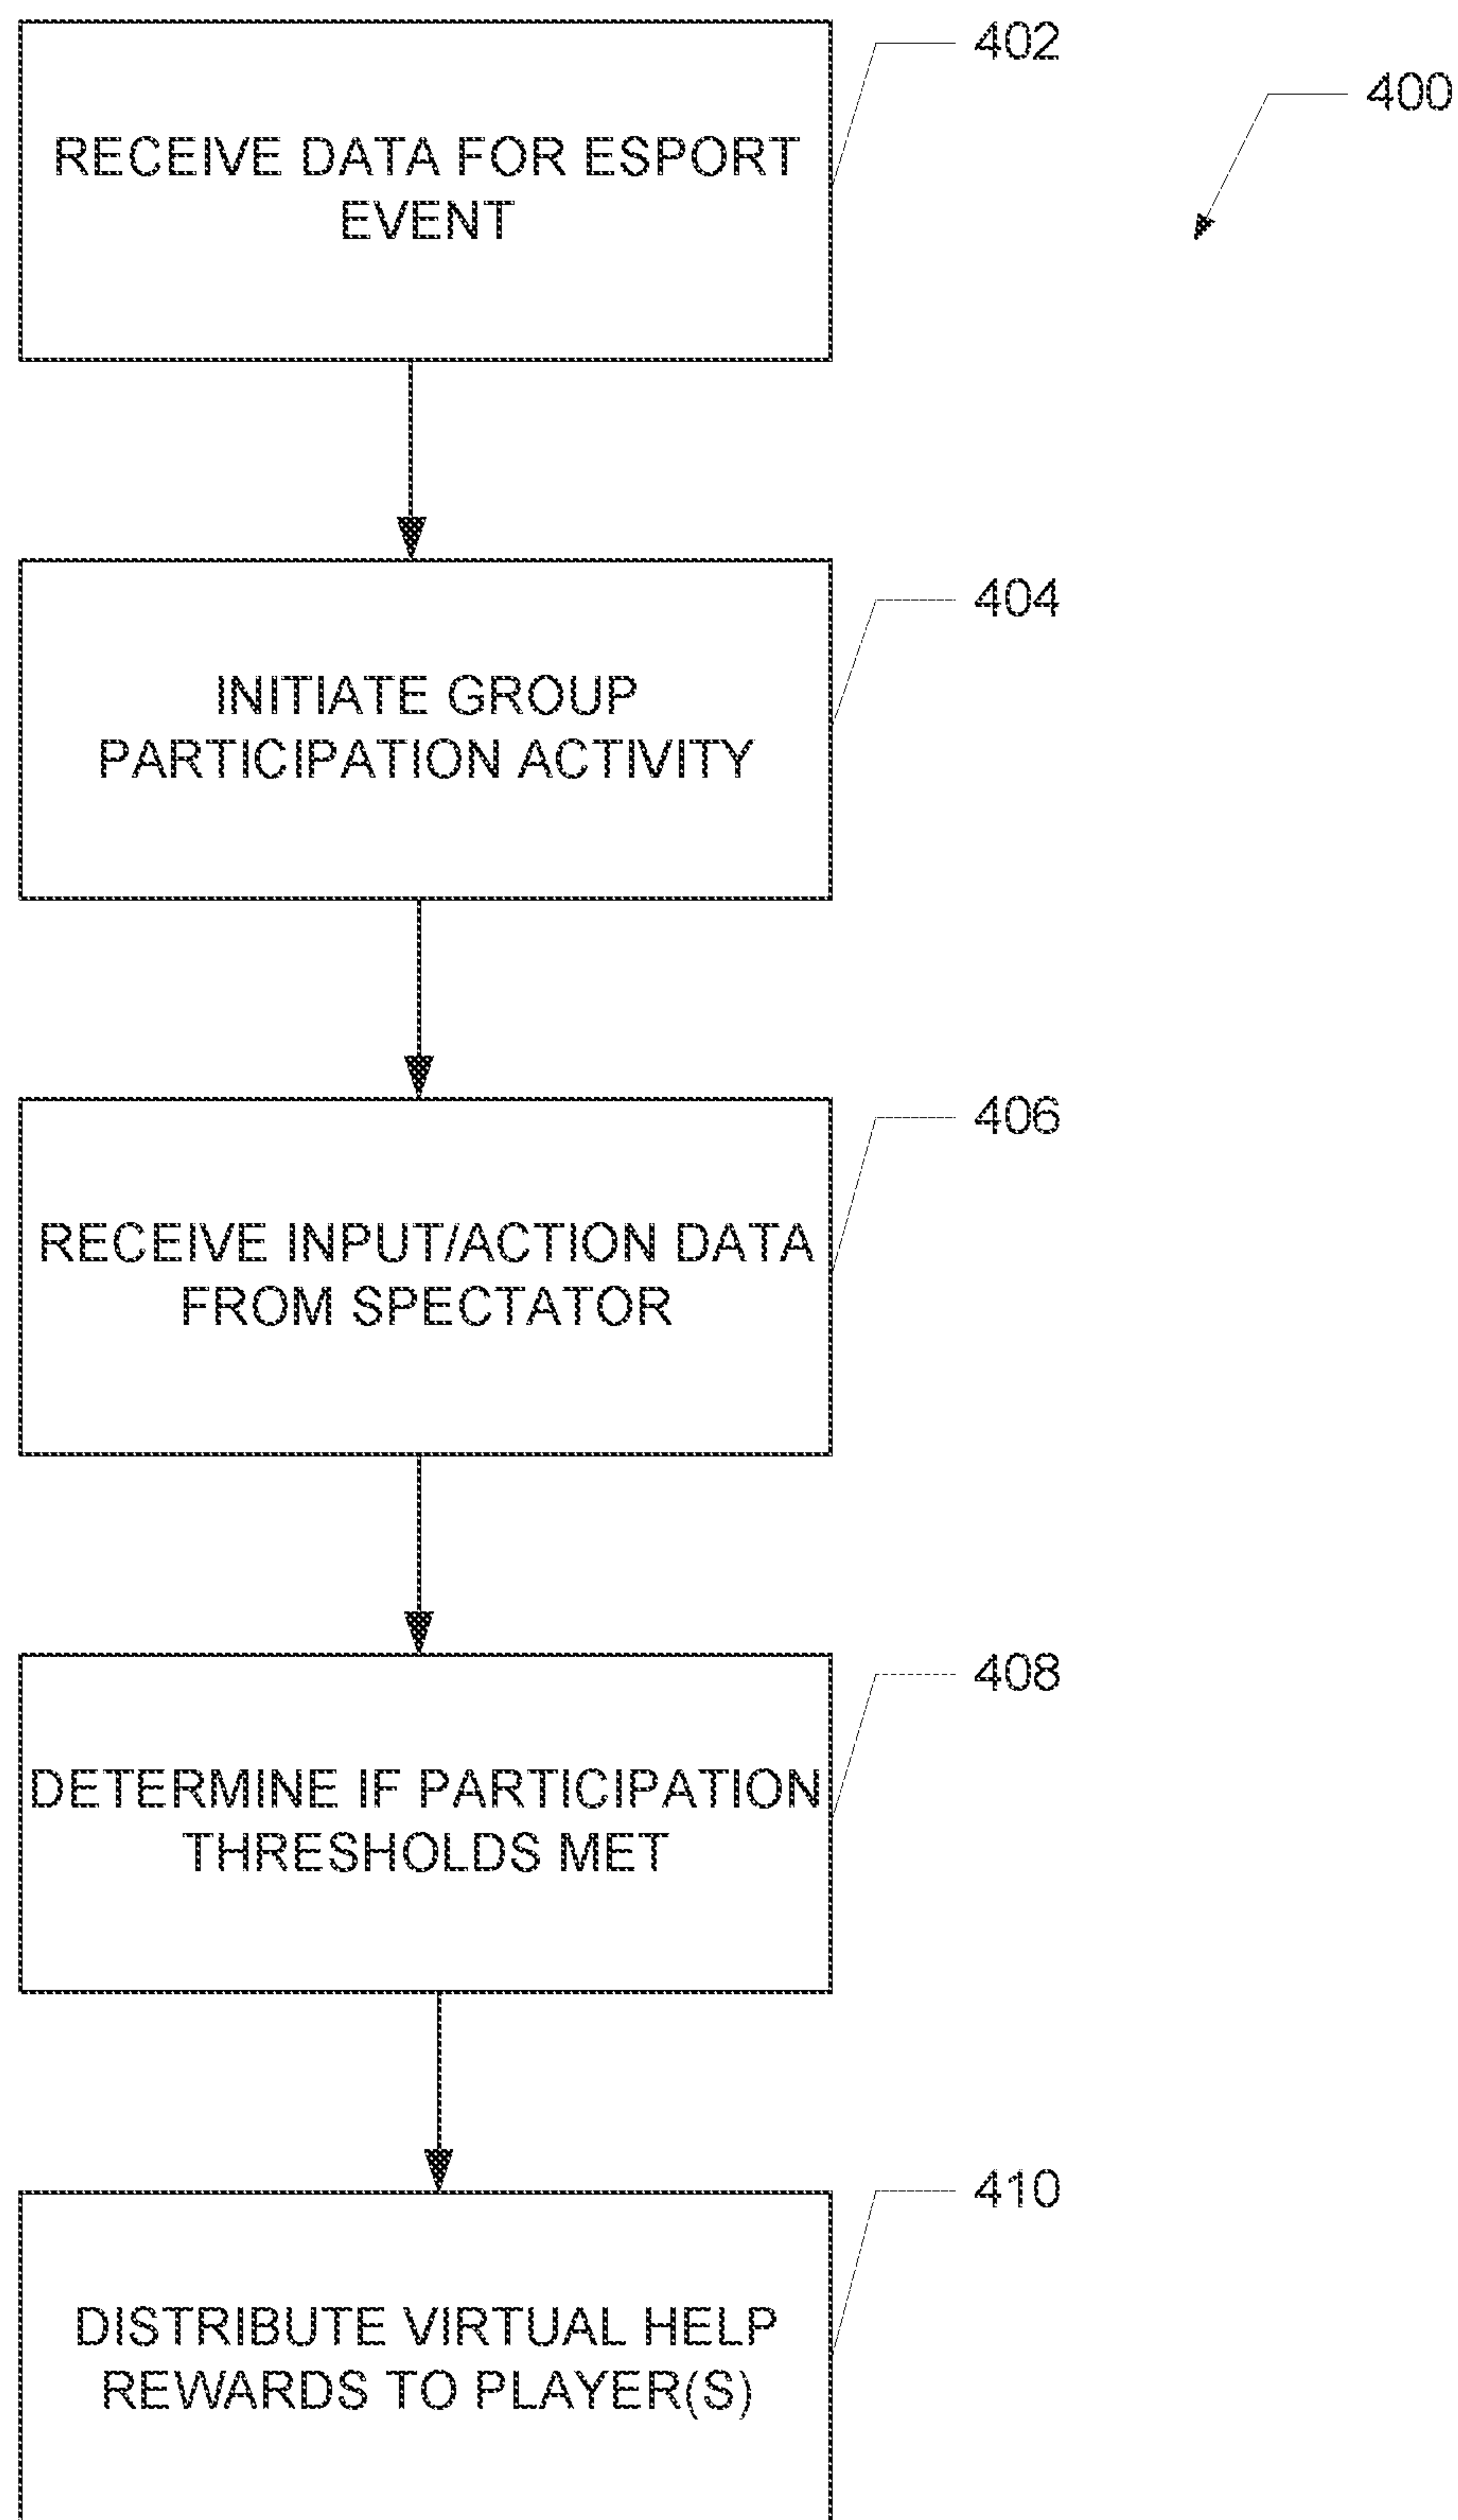 402
400
RECEIVE DATA FOR ESPORT
EVENT
404
INITIATE GROUP
PARTICIPATION ACTIVITY
406
RECEIVE INPUT/ACTION DATA
FROM SPECTATOR
408
DETERMINE IF PARTICIPATION
THRESHOLDS MET
410
DISTRIBUTE VIRTUAL HELP
REWARDS TO PLAYER(S)